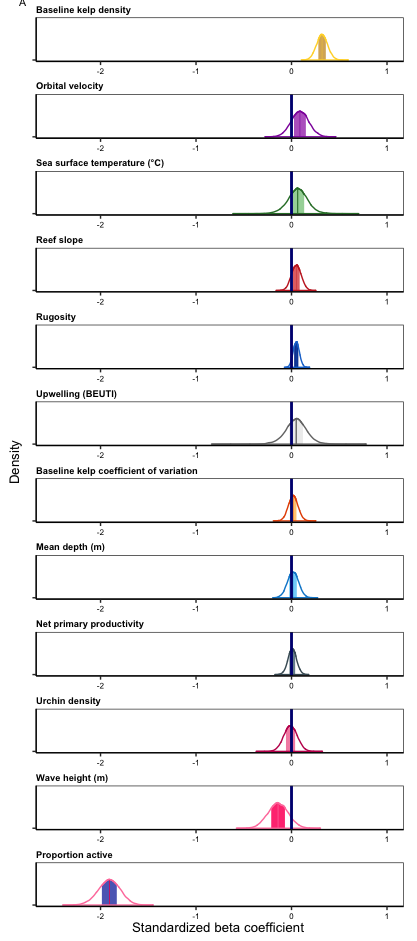 A
Baseline kelp density
-2 -1 0 1
Orbital velocity
-2 -1 0 1
Sea surface temperature (°C)
-2 -1 0 1
Reef slope
-2 -1 0 1
Rugosity
-2 -1 0 1
Upwelling (BEUTI)
-2 -1 0 1
Baseline kelp coefficient of variation
-2 -1 0 1
Mean depth (m)
-2 -1 0 1
Net primary productivity
-2 -1 0 1
Urchin density
-2 -1 0 1
Wave height (m)
-2 -1 0 1
Proportion active
-2 -1 0 1
Standardized beta coefficient
Density